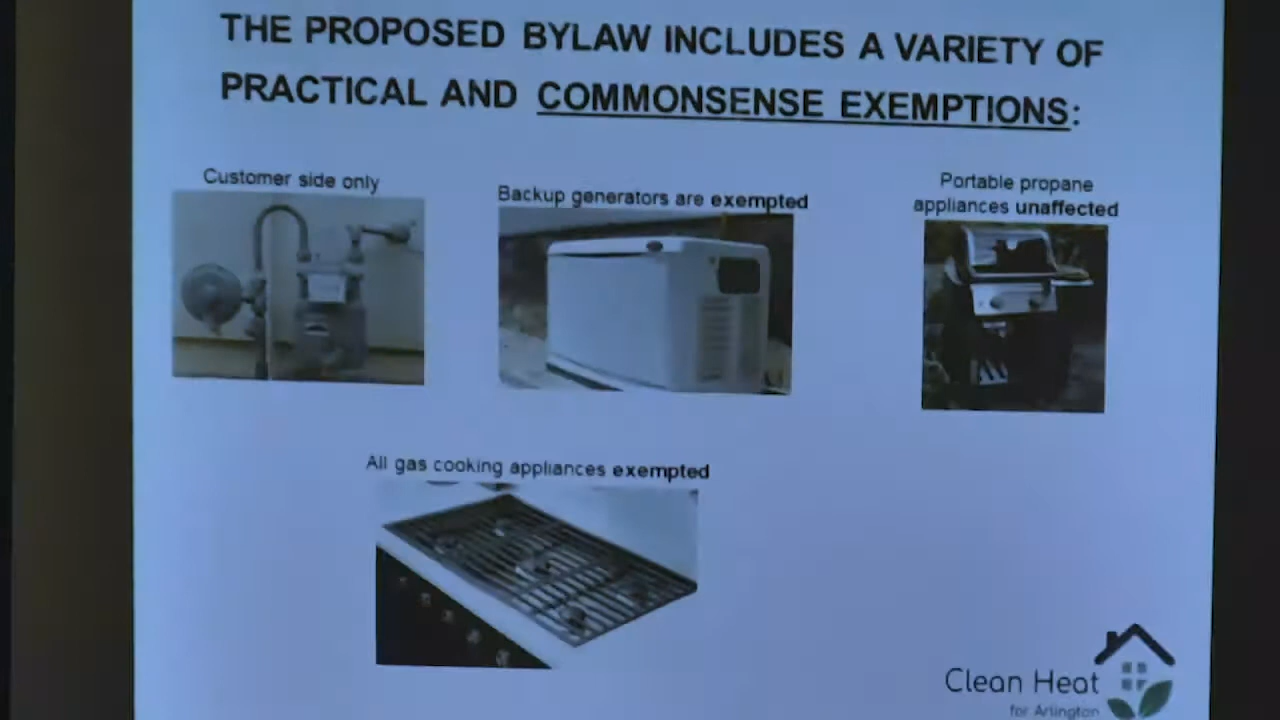 THE PROPOSED BYLAW INCLUDES A VARIETY OF
PRACTICAL AND COMMONSENSE EXEMPTIONS:
Customer side only
Backup generators are exempted
Portable propane
appliances unaffected
All gas cooking appliances exempted
Clean Heat
for Arlington